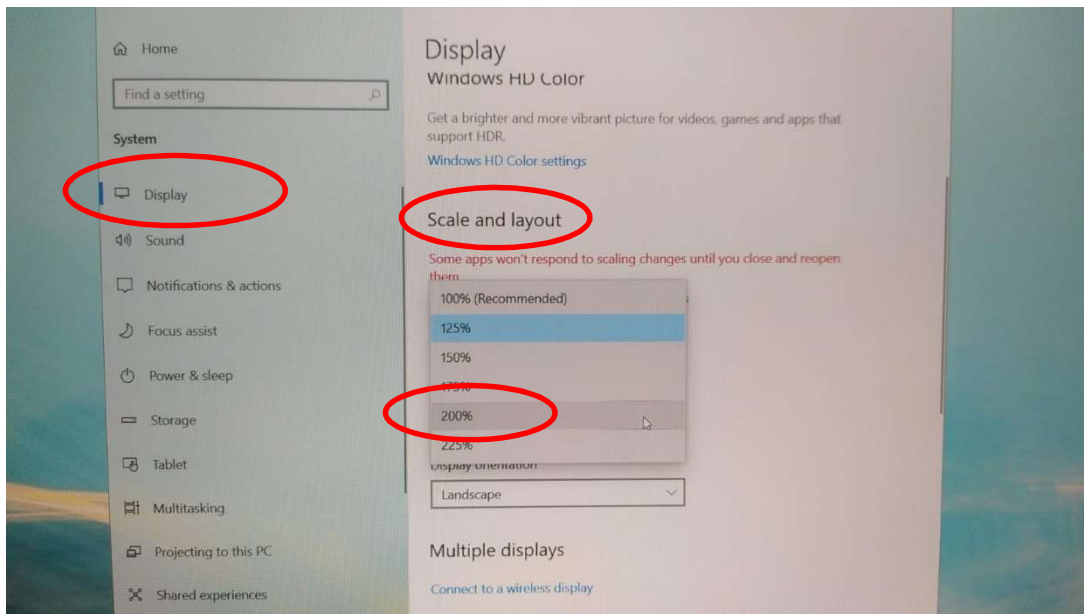 Home
Find a setting
System
Display
Sound
Notifications & actions
Focus assist
Power & sleep
Storage
Tablet
Multitasking
Projecting to this PC
Shared experiences
Display
Windows HD Color
Get a brighter and more vibrant picture for videos, games and apps that
support HDR.
Windows HD Color settings
Scale and layout
Some apps won't respond to scaling changes until you close and reopen
them
100% (Recommended)
125%
150%
175%
200%
225%
Display orientation
Landscape
Multiple displays
Connect to a wireless display